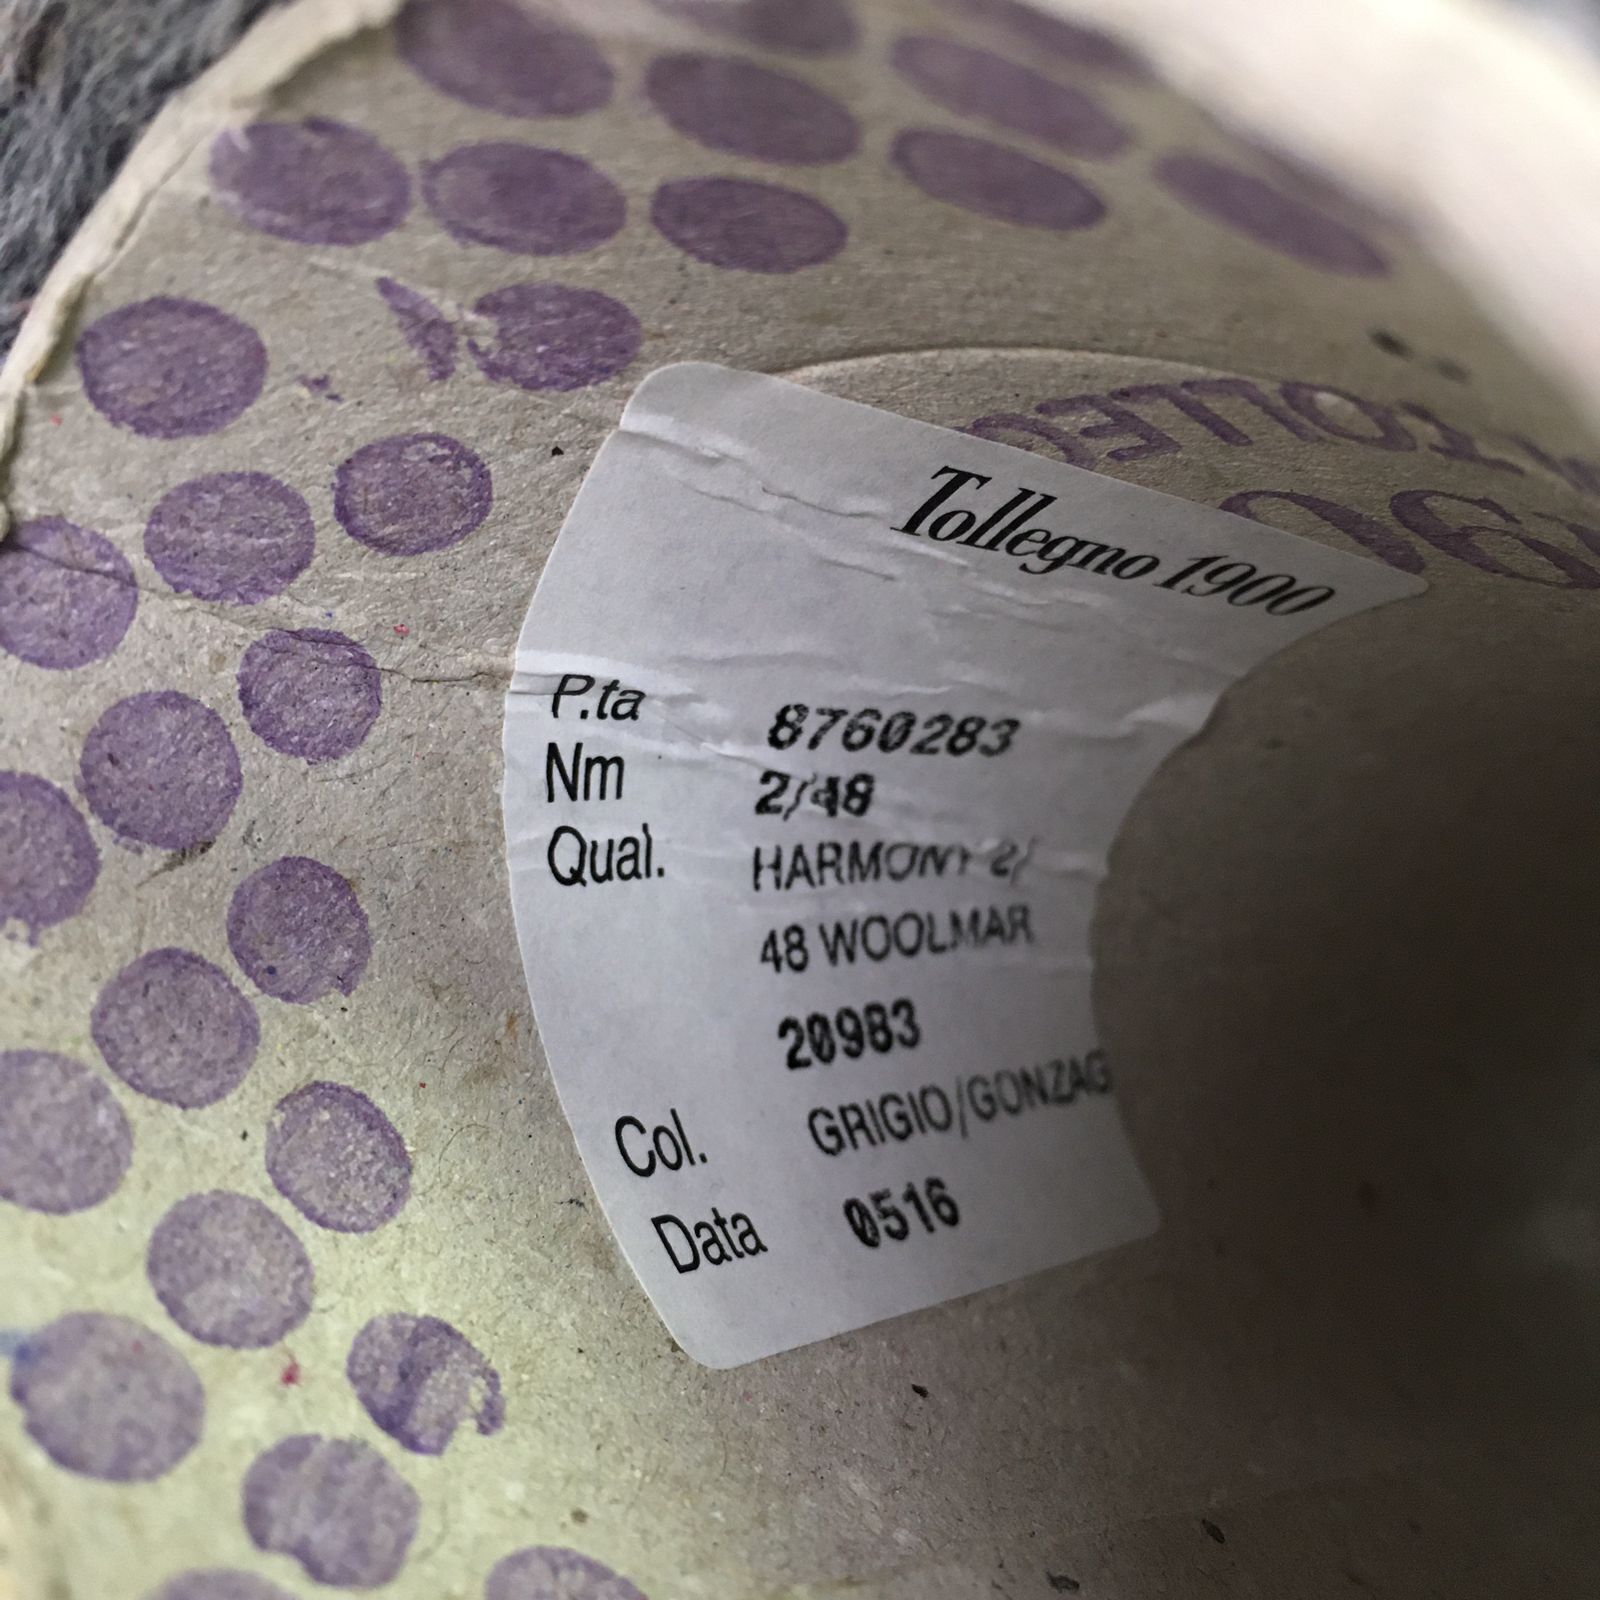 Tollegno 1900
P.ta 8760283
Nm 2/48
Qual. HARMONY 2/
48 WOOLMAR
20983
Col. GRIGIO/GONZAG
Data 0516